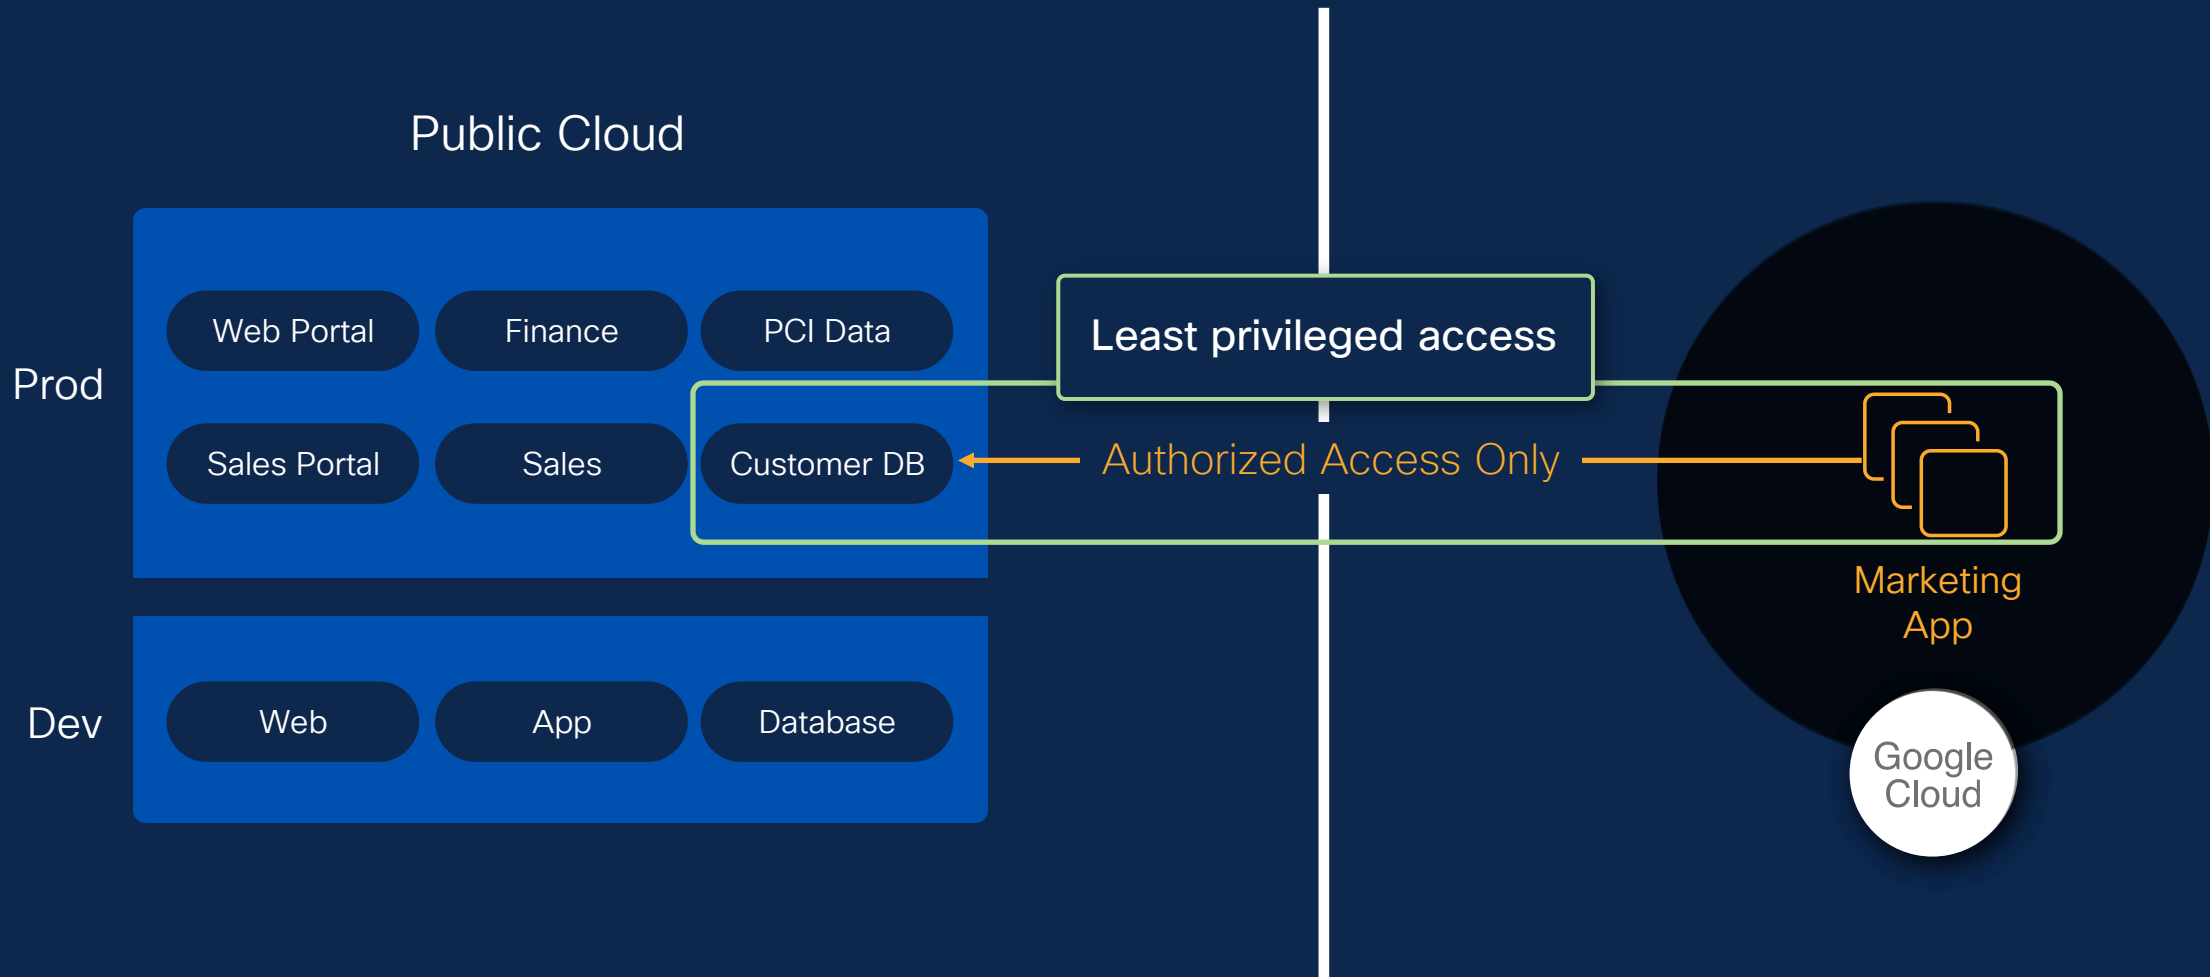 Public Cloud
Prod
Web Portal
Finance
PCI Data
Sales Portal
Sales
Customer DB
Least privileged access
Authorized Access Only
Marketing
App
Dev
Web
App
Database
Google
Cloud